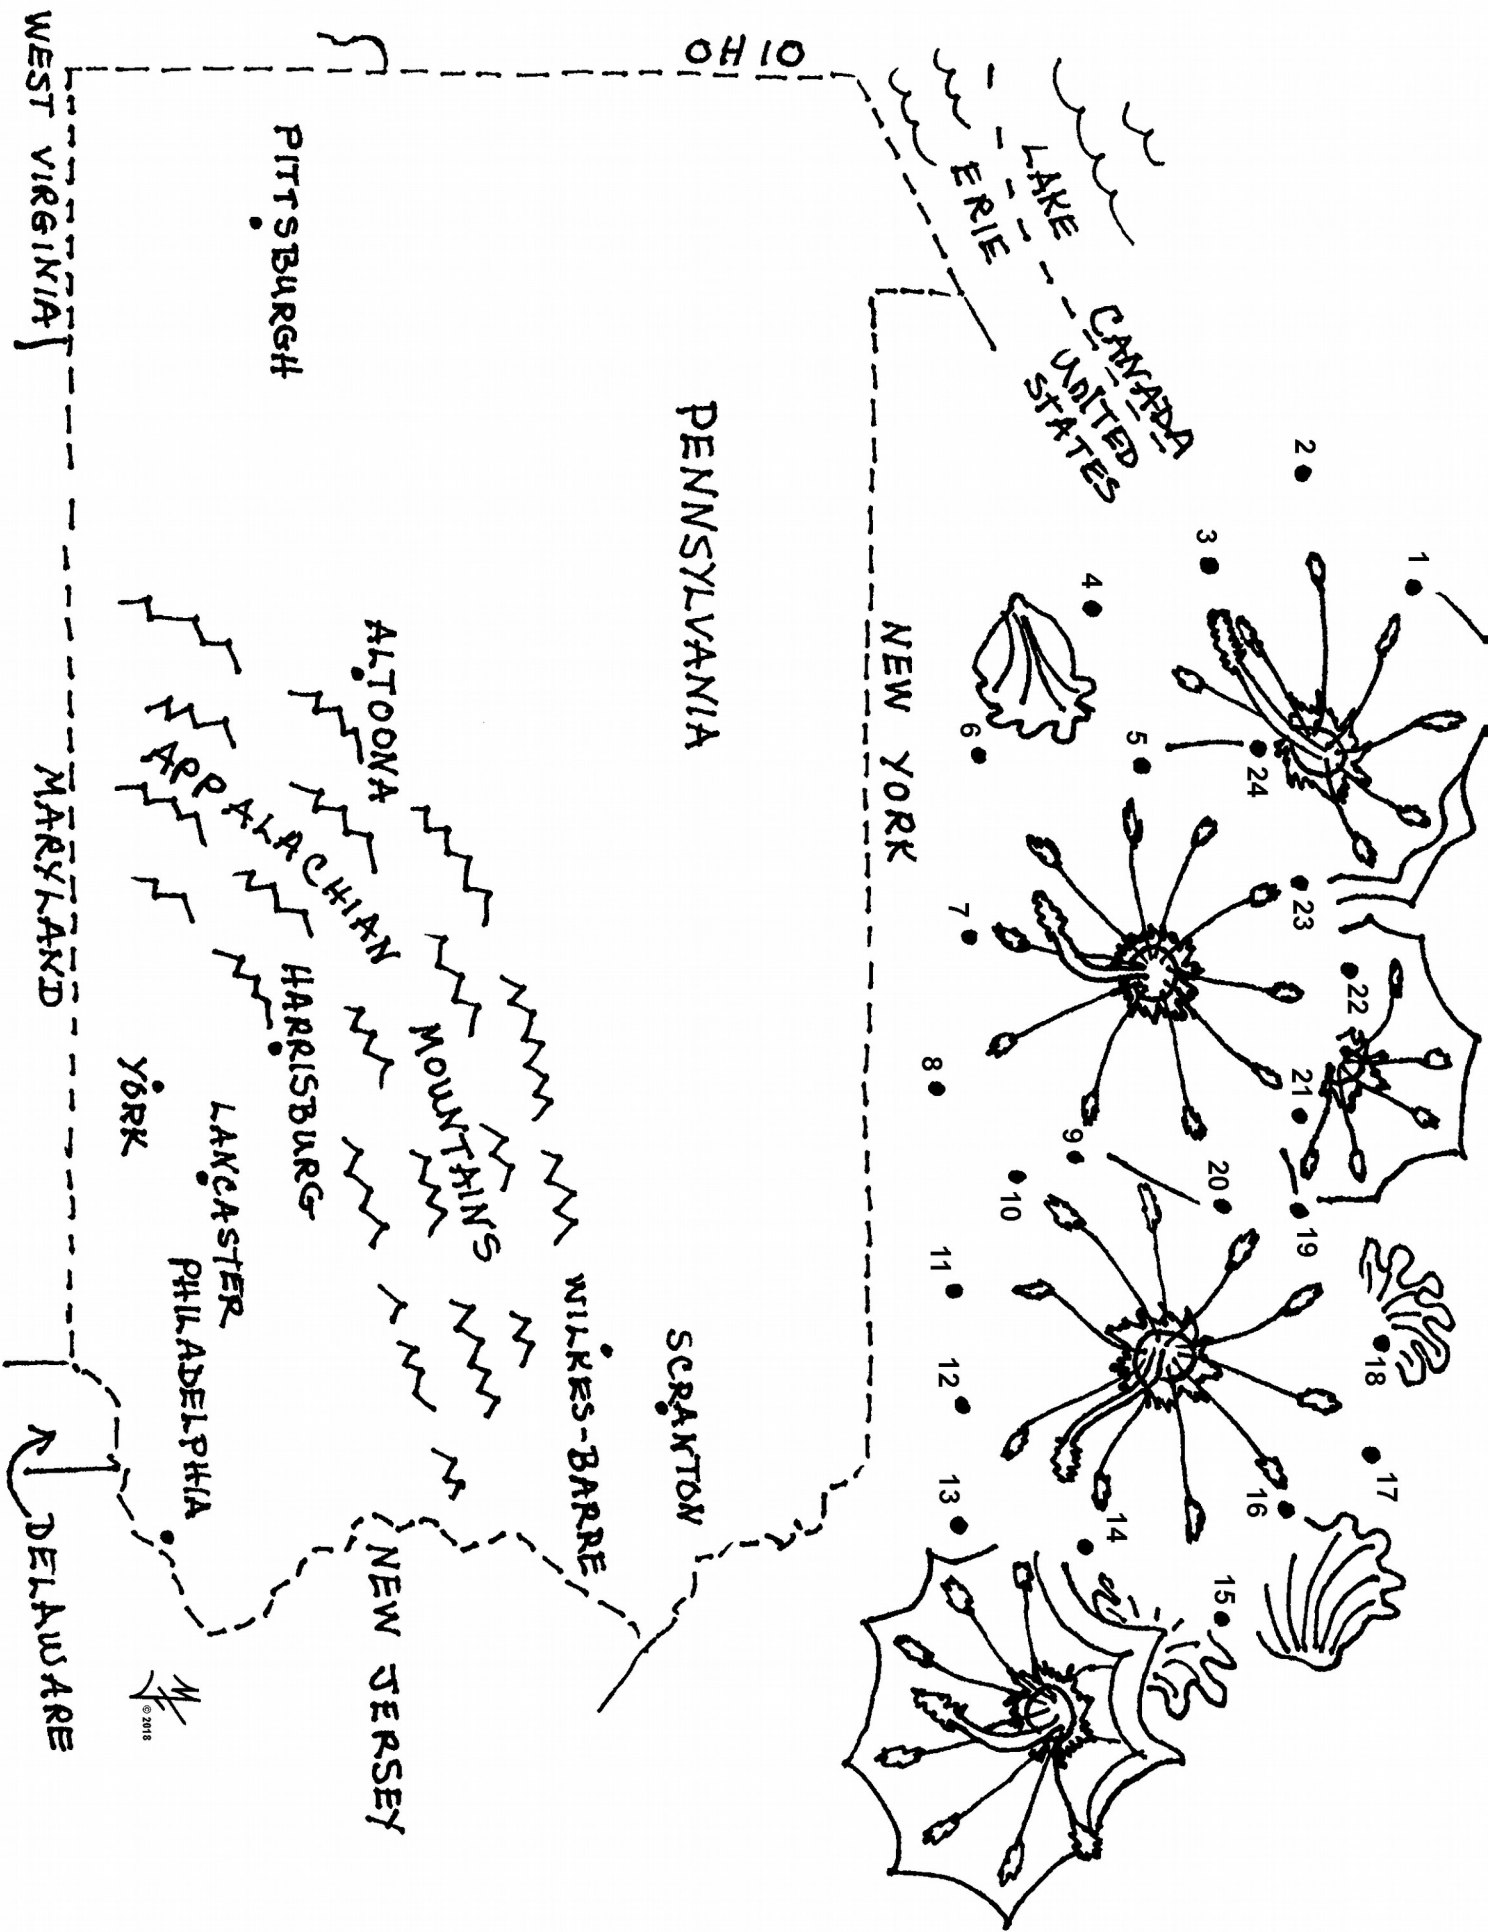 1
2
3
4
5
6
7
8
9
10
11
12
13
14
15
16
17
18
19
20
21
22
23
24
LAKE
ERIE
CANADA
UNITED
STATES
NEW YORK
OHIO
PENNSYLVANIA
SCRANTON
WILKES-BARRE
PITTSBURGH
ALTOONA
APPALACHIAN
MOUNTAINS
HARRISBURG
LANCASTER
YORK
PHILADELPHIA
NEW JERSEY
WEST VIRGINIA
MARYLAND
DELAWARE
© 2018